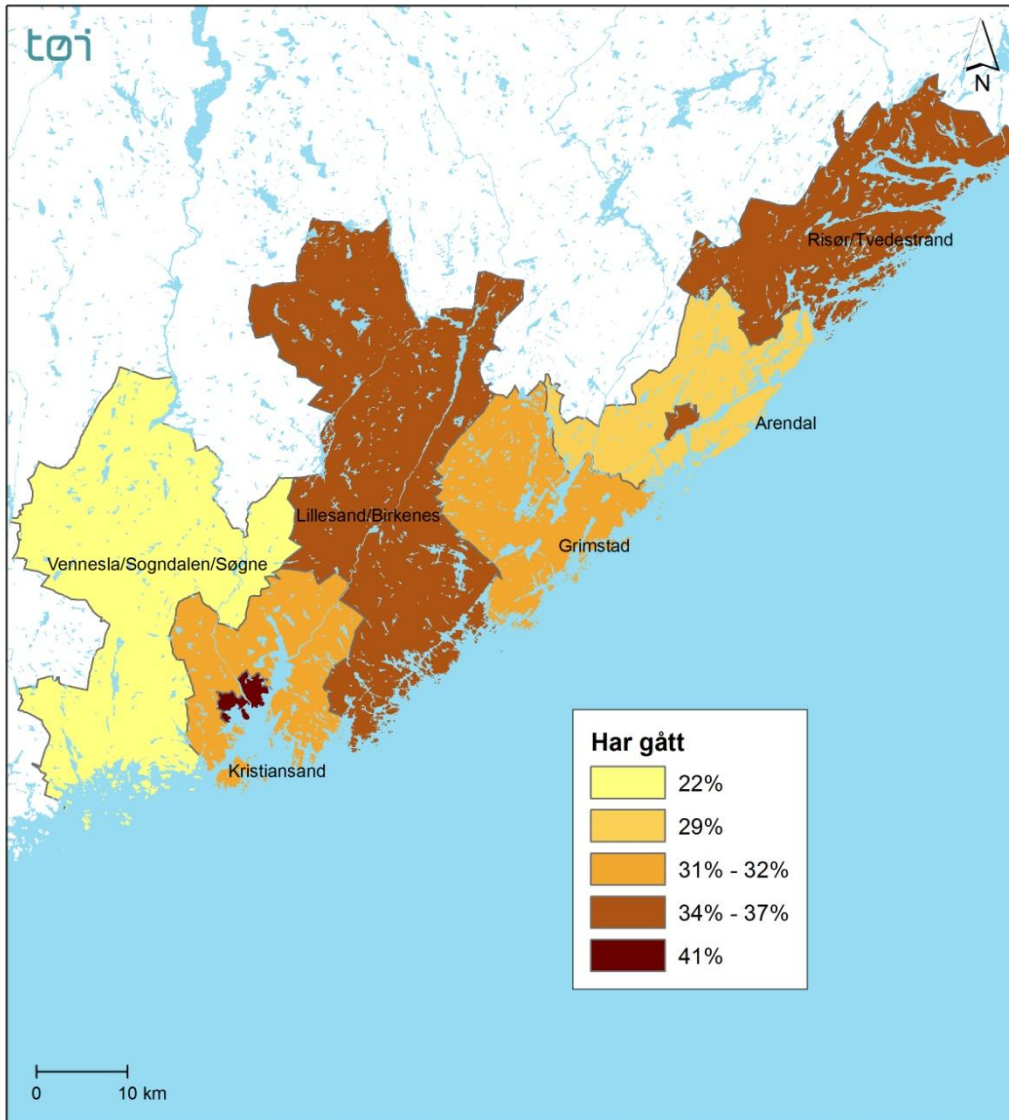 tøi
N
Risør/Tvedestrand
Arendal
Lillesand/Birkenes
Grimstad
Vennesla/Sogndalen/Søgne
Kristiansand
Har gått
22%
29%
31% - 32%
34% - 37%
41%
0 10 km